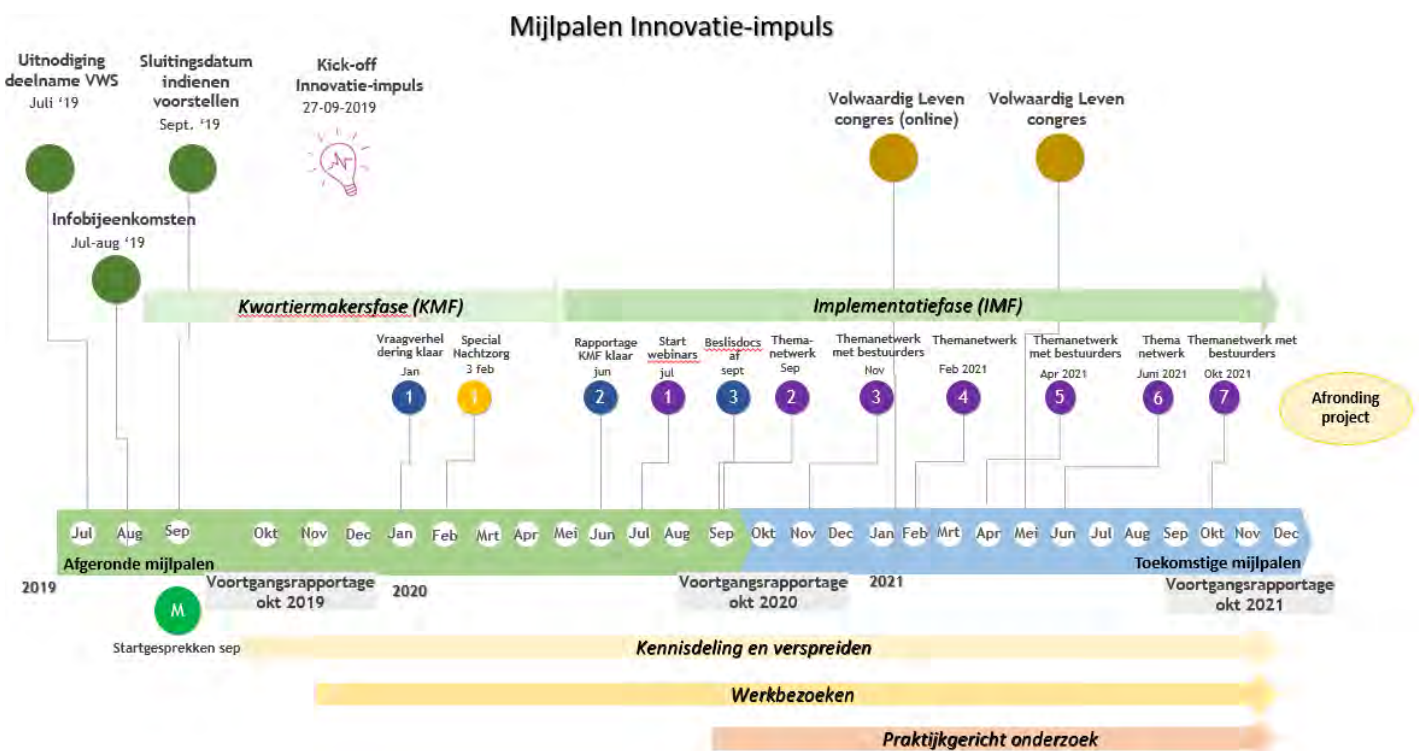 Mijlpalen Innovatie-impuls
Uitnodiging
deelname VWS
Juli ‘19
Sluitingsdatum
indienen
voorstellen
Sept. ‘19
Kick-off
Innovatie-impuls
27-09-2019
Volwaardig Leven
congres (online)
Volwaardig Leven
congres
Infobijeenkomsten
Jul-aug ‘19
Kwartiermakersfase (KMF)
Implementatiefase (IMF)
Vraagverhel
dering klaar
Jan
1
Special
Nachtzorg
3 feb
1
Rapportage
KMF klaar
jun
2
Start
webinars
jul
1
Beslisdocs
af
sept
3
Thema-
netwerk
Sep
2
Themanetwerk
met bestuurders
Nov
3
Themanetwerk
Feb 2021
4
Themanetwerk
met bestuurders
Apr 2021
5
Thema
netwerk
Juni 2021
6
Themanetwerk met
bestuurders
Okt 2021
7
Afronding
project
Jul Aug Sep Okt Nov Dec Jan Feb Mrt Apr Mei Jun Jul Aug Sep Okt Nov Dec Jan Feb Mrt Apr Mei Jun Jul Aug Sep Okt Nov Dec
Afgeronde mijlpalen
Toekomstige mijlpalen
2019
Voortgangsrapportage
okt 2019
2020
Voortgangsrapportage
okt 2020
2021
Voortgangsrapportage
okt 2021
M
Startgesprekken sep
Kennisdeling en verspreiden
Werkbezoeken
Praktijkgericht onderzoek